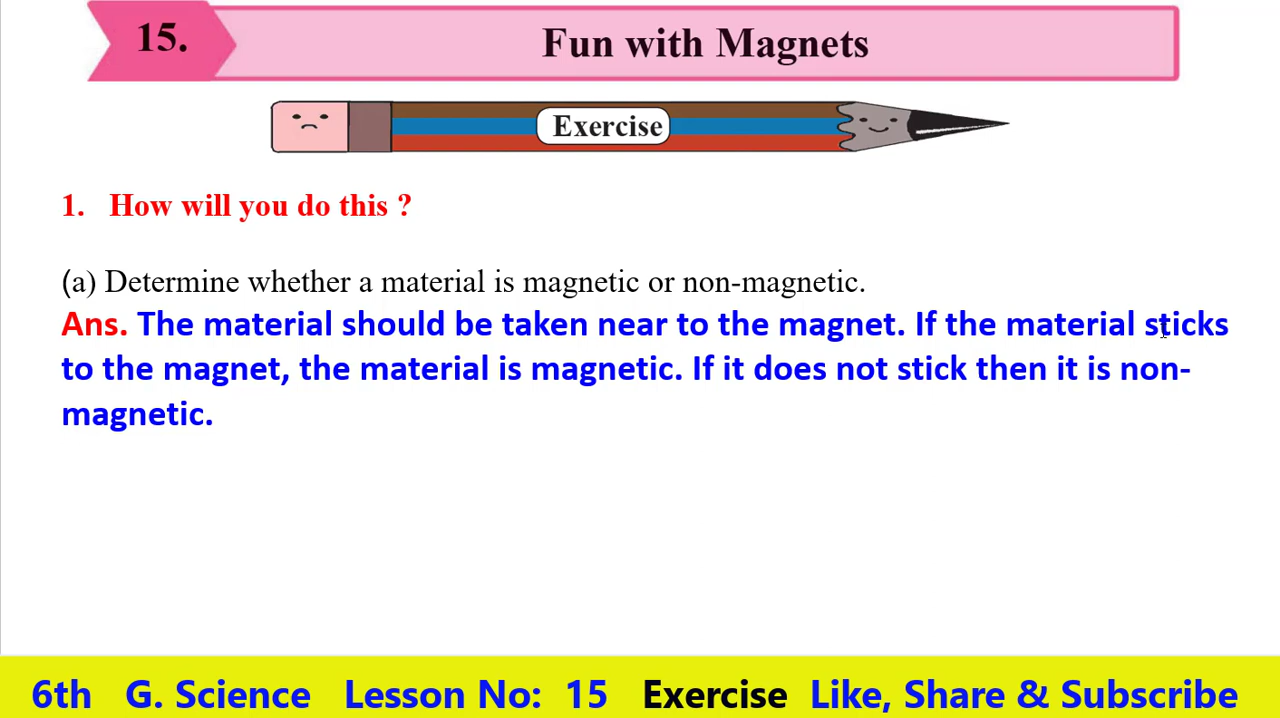 15.
Fun with Magnets
Exercise
1. How will you do this ?
(a) Determine whether a material is magnetic or non-magnetic.
Ans. The material should be taken near to the magnet. If the material sticks
to the magnet, the material is magnetic. If it does not stick then it is non-
magnetic.
6th G. Science Lesson No: 15 Exercise Like, Share & Subscribe